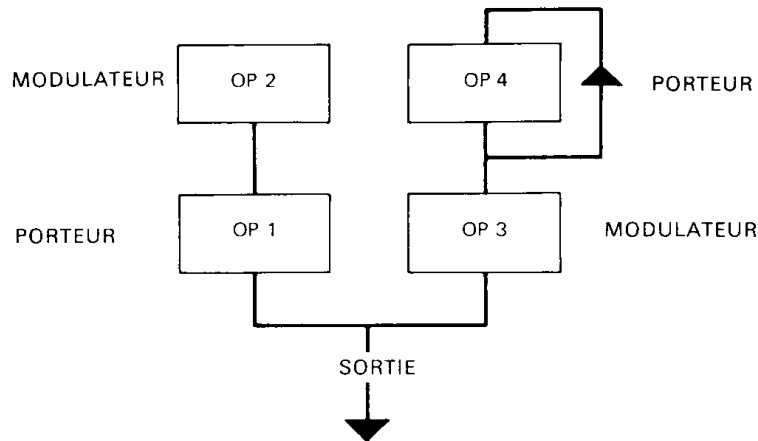 MODULATEUR
OP 2
OP 4
PORTEUR
PORTEUR
OP 1
OP 3
MODULATEUR
SORTIE